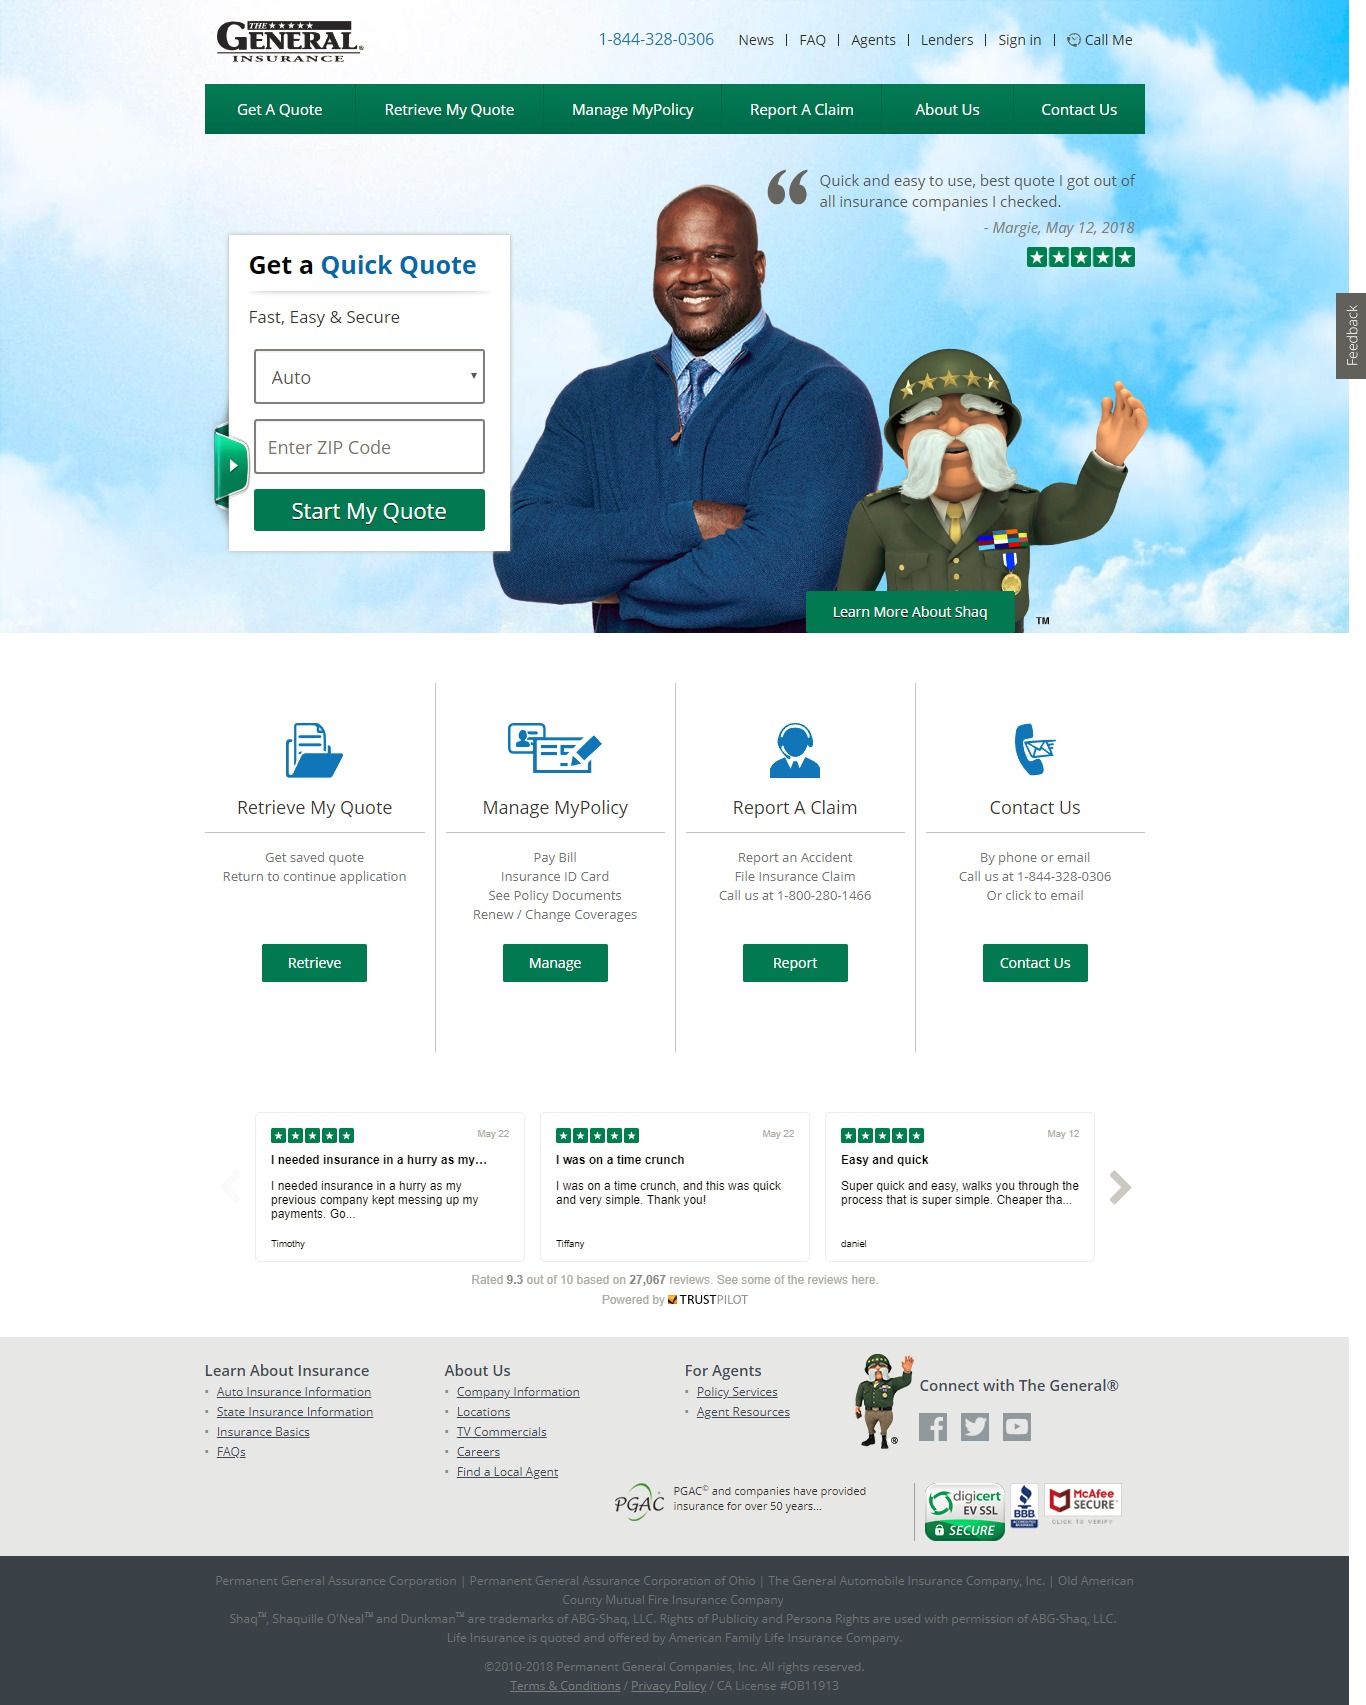 THE
GENERAL®
INSURANCE
1-844-328-0306
News | FAQ | Agents | Lenders | Sign in | Call Me
Get A Quote
Retrieve My Quote
Manage MyPolicy
Report A Claim
About Us
Contact Us
Quick and easy to use, best quote I got out of
all insurance companies I checked.
- Margie, May 12, 2018
Get a Quick Quote
Fast, Easy & Secure
Auto
Enter ZIP Code
Start My Quote
Feedback
Learn More About Shaq
TM
Retrieve My Quote
Get saved quote
Return to continue application
Retrieve
Manage MyPolicy
Pay Bill
Insurance ID Card
See Policy Documents
Renew / Change Coverages
Manage
Report A Claim
Report an Accident
File Insurance Claim
Call us at 1-800-280-1466
Report
Contact Us
By phone or email
Call us at 1-844-328-0306
Or click to email
Contact Us
May 22
I needed insurance in a hurry as my...
I needed insurance in a hurry as my
previous company kept messing up my
payments. Go...
Timothy
May 22
I was on a time crunch
I was on a time crunch, and this was quick
and very simple. Thank you!
Tiffany
May 12
Easy and quick
Super quick and easy, walks you through the
process that is super simple. Cheaper tha...
daniel
Rated 9.3 out of 10 based on 27,067 reviews. See some of the reviews here.
Powered by TRUSTPILOT
Learn About Insurance
• Auto Insurance Information
• State Insurance Information
• Insurance Basics
• FAQs
About Us
• Company Information
• Locations
• TV Commercials
• Careers
• Find a Local Agent
For Agents
• Policy Services
• Agent Resources
®
Connect with The General®
PGAC
PGAC© and companies have provided
insurance for over 50 years...
digicert
EV SSL
SECURE
BBB
ACCREDITED
BUSINESS
McAfee
SECURE™
CLICK TO VERIFY
Permanent General Assurance Corporation | Permanent General Assurance Corporation of Ohio | The General Automobile Insurance Company, Inc. | Old American
County Mutual Fire Insurance Company
Shaq™, Shaquille O'Neal™ and Dunkman™ are trademarks of ABG-Shaq, LLC. Rights of Publicity and Persona Rights are used with permission of ABG-Shaq, LLC.
Life Insurance is quoted and offered by American Family Life Insurance Company.
©2010-2018 Permanent General Companies, Inc. All rights reserved.
Terms & Conditions / Privacy Policy / CA License #OB11913